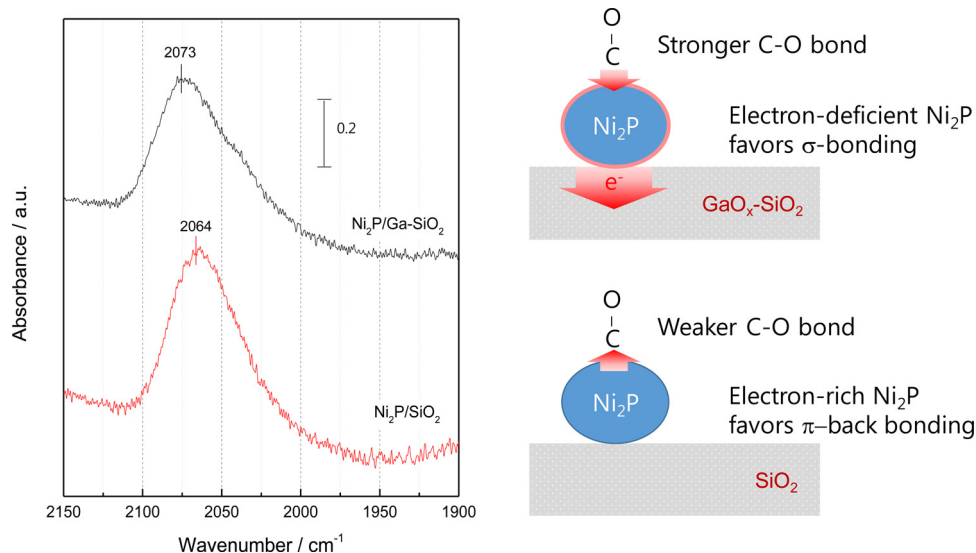 2073
0.2
Ni₂P/Ga-SiO₂
2064
Ni₂P/SiO₂
Absorbance / a.u.
2150 2100 2050 2000 1950 1900
Wavenumber / cm⁻¹
O
C
Stronger C-O bond
Ni₂P
Electron-deficient Ni₂P
favors σ-bonding
e⁻
GaOₓ-SiO₂
O
C
Weaker C-O bond
Ni₂P
Electron-rich Ni₂P
favors π–back bonding
SiO₂